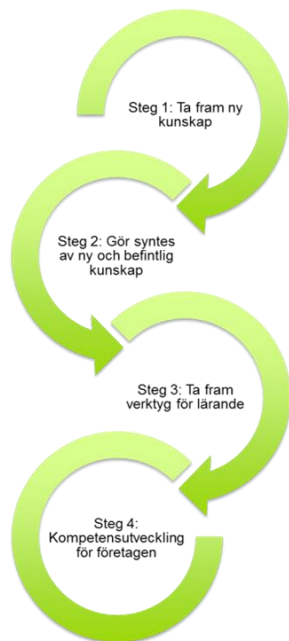 Steg 1: Ta fram ny
kunskap
Steg 2: Gör syntes
av ny och befintlig
kunskap
Steg 3: Ta fram
verktyg för lärande
Steg 4:
Kompetensutveckling
för företagen